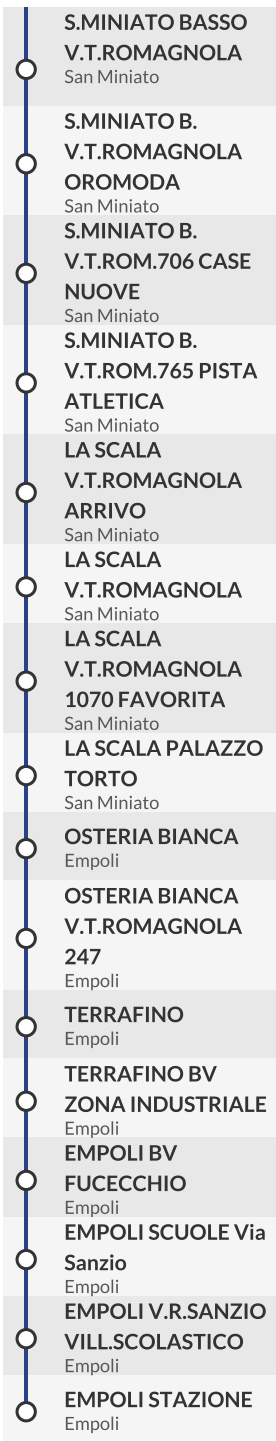 S.MINIATO BASSO
V.T.ROMAGNOLA
San Miniato
S.MINIATO B.
V.T.ROMAGNOLA
OROMODA
San Miniato
S.MINIATO B.
V.T.ROM.706 CASE
NUOVE
San Miniato
S.MINIATO B.
V.T.ROM.765 PISTA
ATLETICA
San Miniato
LA SCALA
V.T.ROMAGNOLA
ARRIVO
San Miniato
LA SCALA
V.T.ROMAGNOLA
San Miniato
LA SCALA
V.T.ROMAGNOLA
1070 FAVORITA
San Miniato
LA SCALA PALAZZO
TORTO
San Miniato
OSTERIA BIANCA
Empoli
OSTERIA BIANCA
V.T.ROMAGNOLA
247
Empoli
TERRAFINO
Empoli
TERRAFINO BV
ZONA INDUSTRIALE
Empoli
EMPOLI BV
FUCECCHIO
Empoli
EMPOLI SCUOLE Via
Sanzio
Empoli
EMPOLI V.R.SANZIO
VILL.SCOLASTICO
Empoli
EMPOLI STAZIONE
Empoli